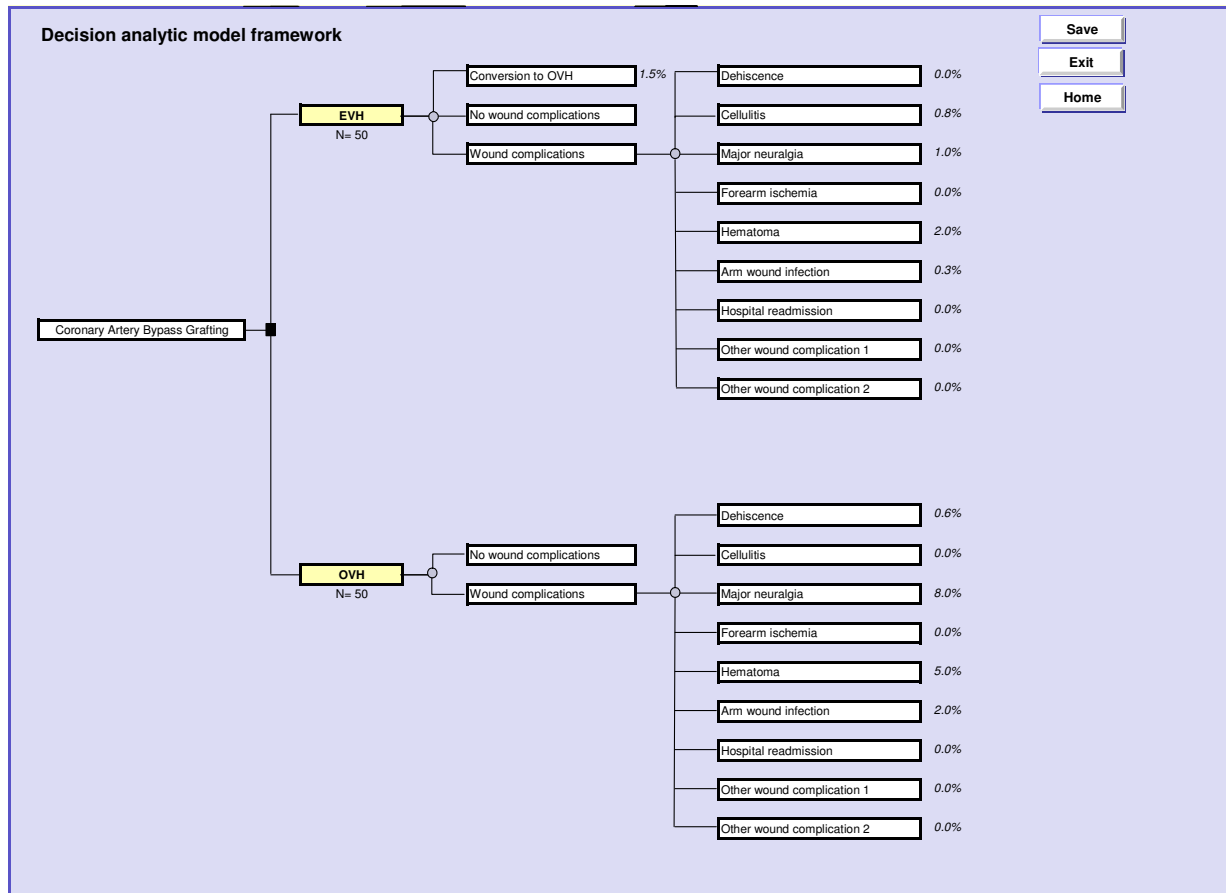 Decision analytic model framework
Save
Exit
Home
Conversion to OVH 1.5%
Dehiscence 0.0%
EVH
N= 50
No wound complications
Cellulitis 0.8%
Wound complications
Major neuralgia 1.0%
Forearm ischemia 0.0%
Hematoma 2.0%
Arm wound infection 0.3%
Hospital readmission 0.0%
Coronary Artery Bypass Grafting
Other wound complication 1 0.0%
Other wound complication 2 0.0%
Dehiscence 0.6%
No wound complications
Cellulitis 0.0%
OVH
N= 50
Wound complications
Major neuralgia 8.0%
Forearm ischemia 0.0%
Hematoma 5.0%
Arm wound infection 2.0%
Hospital readmission 0.0%
Other wound complication 1 0.0%
Other wound complication 2 0.0%